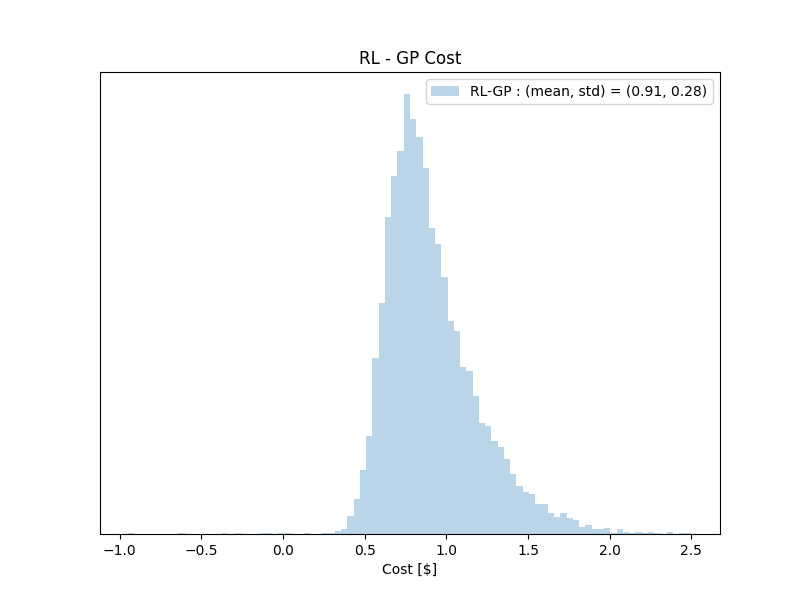 RL - GP Cost
RL-GP : (mean, std) = (0.91, 0.28)
−1.0 −0.5 0.0 0.5 1.0 1.5 2.0 2.5
Cost [$]